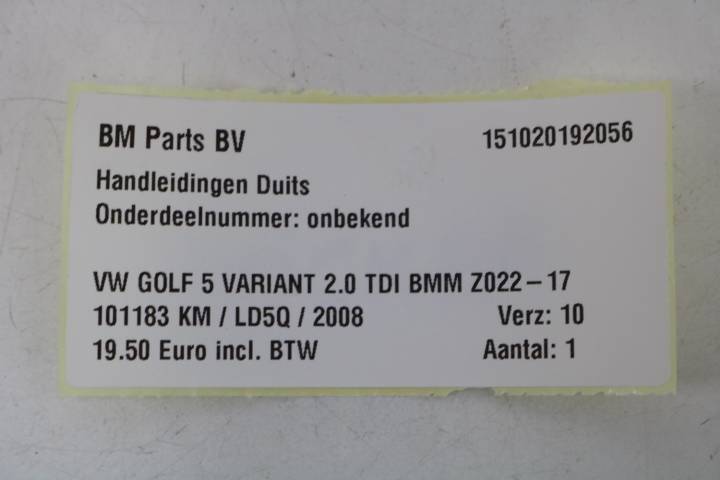 BM Parts BV 151020192056
Handleidingen Duits
Onderdeelnummer: onbekend
VW GOLF 5 VARIANT 2.0 TDI BMM Z022-17
101183 KM / LD5Q / 2008 Verz: 10
19.50 Euro incl. BTW Aantal: 1